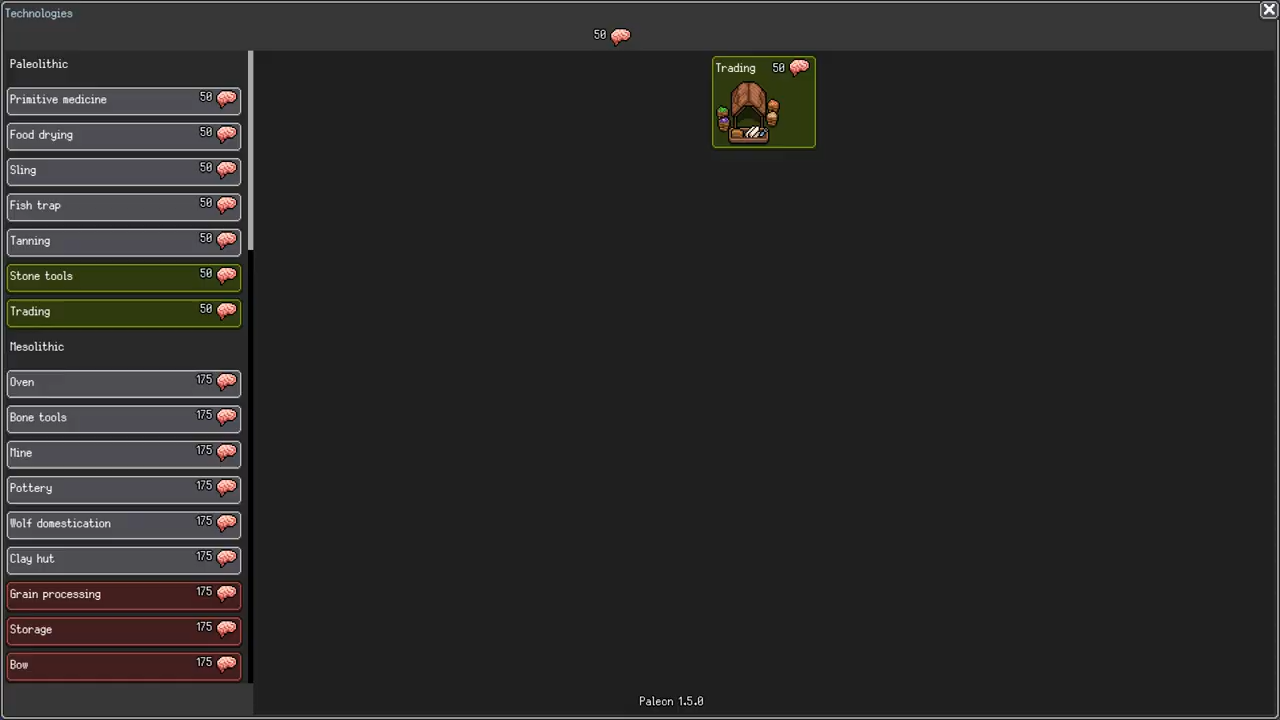 Technologies
50
Paleolithic
Primitive medicine 50
Food drying 50
Sling 50
Fish trap 50
Tanning 50
Stone tools 50
Trading 50
Mesolithic
Oven 175
Bone tools 175
Mine 175
Pottery 175
Wolf domestication 175
Clay hut 175
Grain processing 175
Storage 175
Bow 175
Trading 50
Paleon 1.5.0